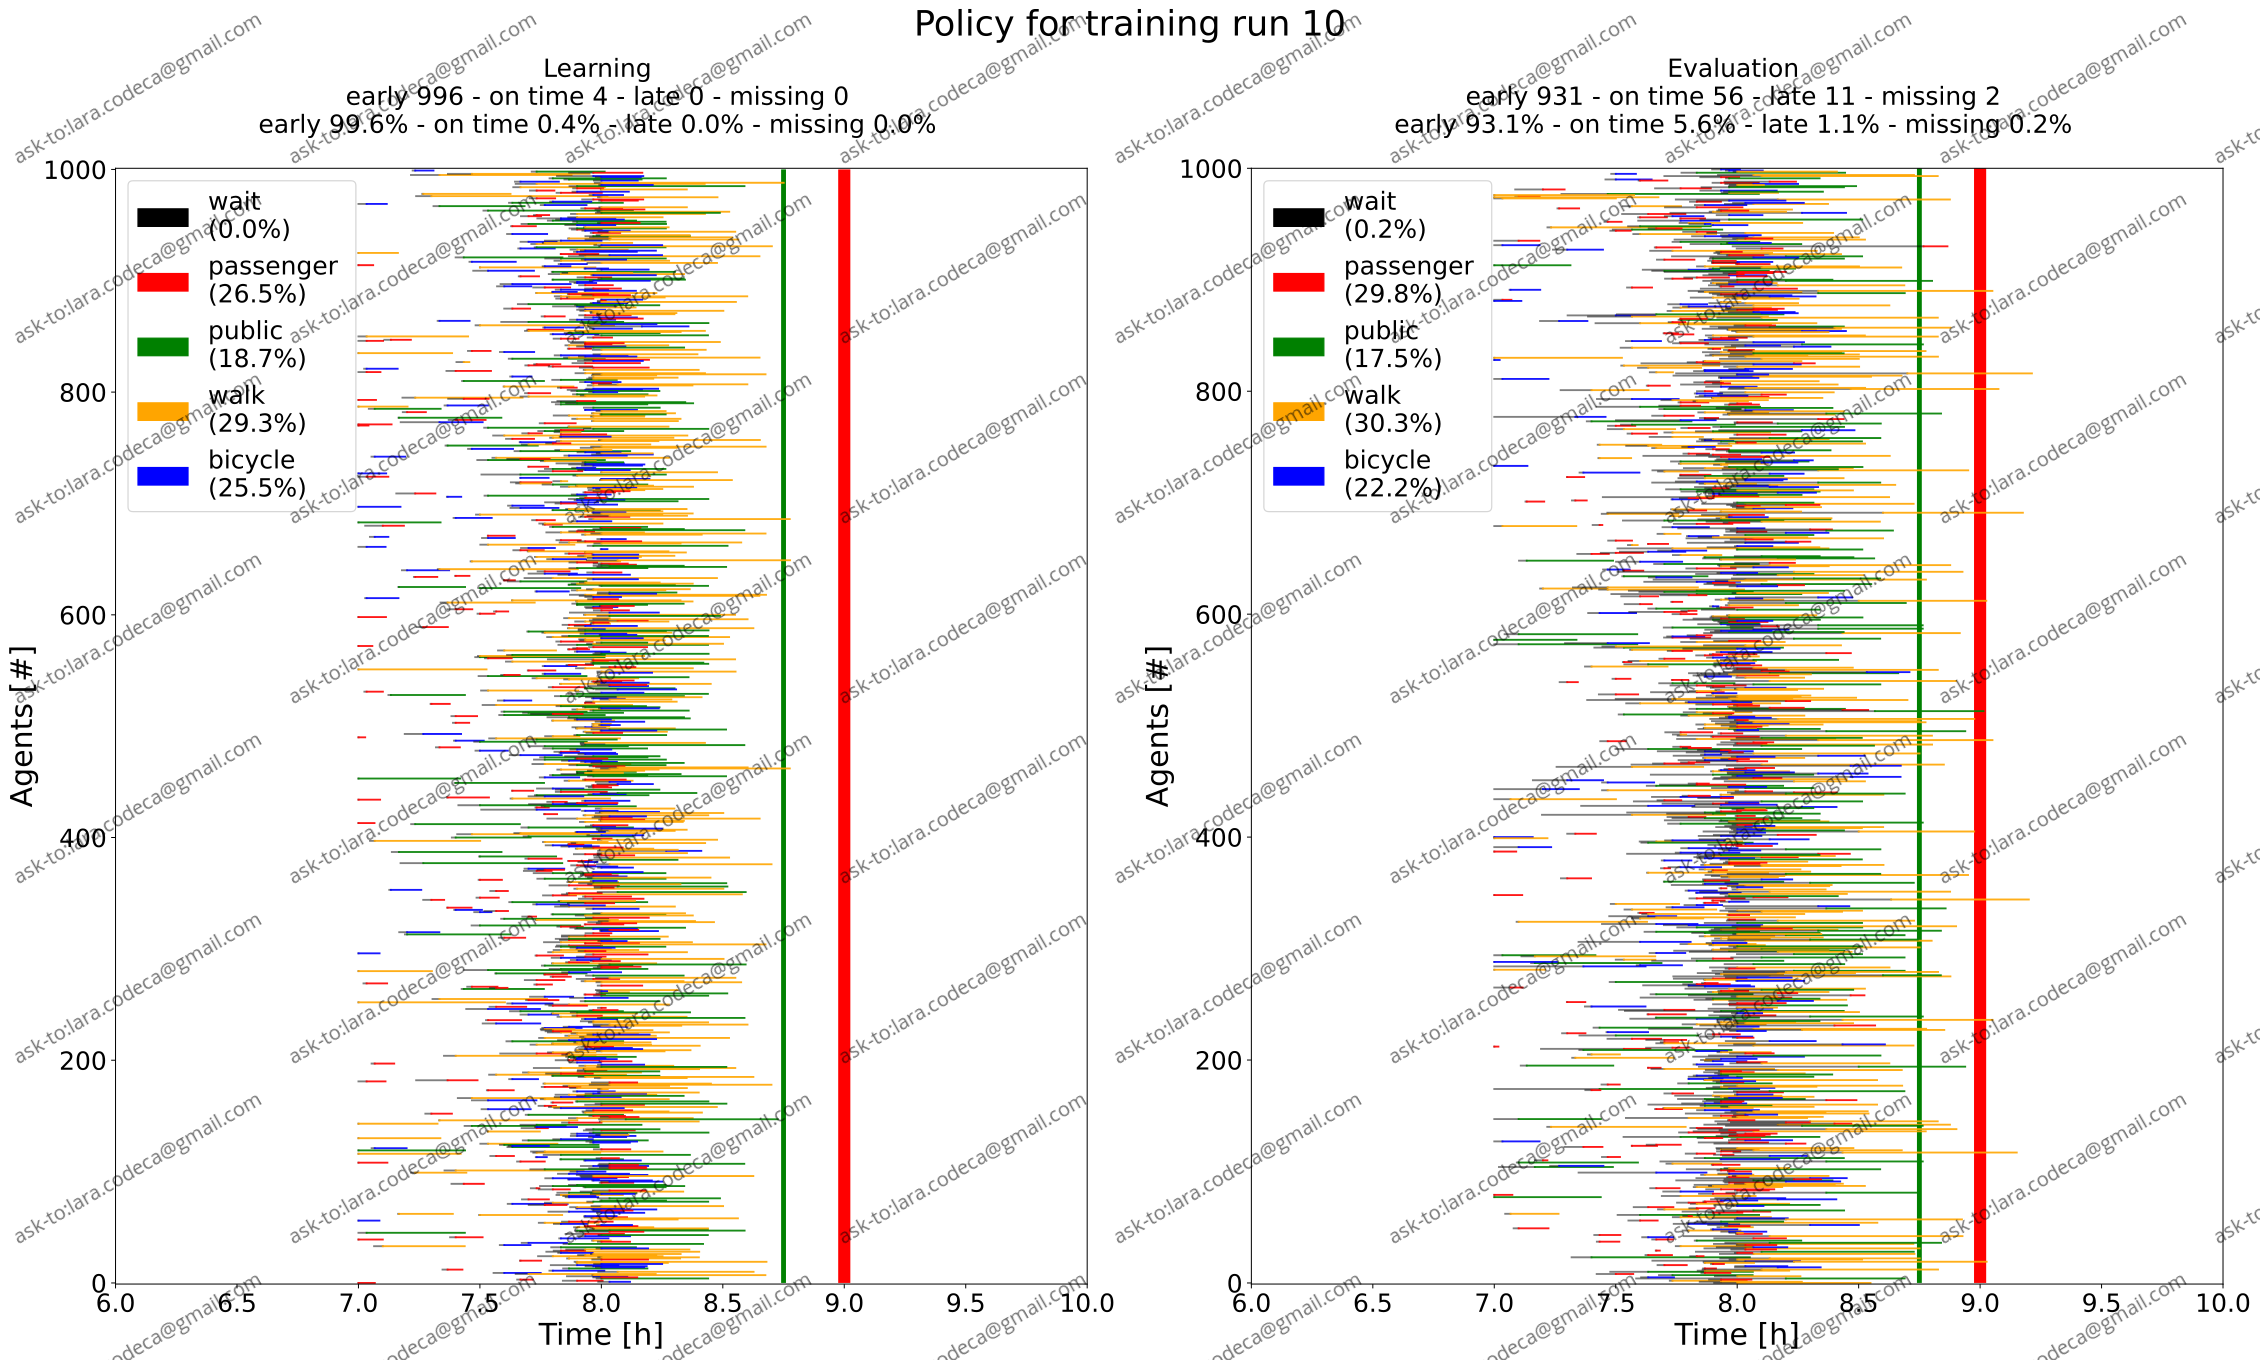 Policy for training run 10
Learning
early 996 - on time 4 - late 0 - missing 0
early 99.6% - on time 0.4% - late 0.0% - missing 0.0%
1000
800
600
400
200
0
Agents [#]
wait
(0.0%)
passenger
(26.5%)
public
(18.7%)
walk
(29.3%)
bicycle
(25.5%)
6.0 6.5 7.0 7.5 8.0 8.5 9.0 9.5 10.0
Time [h]
Evaluation
early 931 - on time 56 - late 11 - missing 2
early 93.1% - on time 5.6% - late 1.1% - missing 0.2%
1000
800
600
400
200
0
Agents [#]
wait
(0.2%)
passenger
(29.8%)
public
(17.5%)
walk
(30.3%)
bicycle
(22.2%)
6.0 6.5 7.0 7.5 8.0 8.5 9.0 9.5 10.0
Time [h]
ask-to:lara.codeca@gmail.com